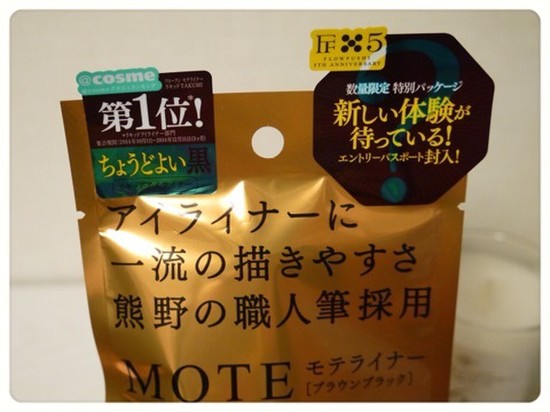 @cosme
第1位!
ちょうどよい黒
FF×5
FLOWFUSHI
5TH ANNIVERSARY
数量限定 特別パッケージ
新しい体験が
待っている!
エントリーパスポート封入!
アイライナーに
一流の描きやすさ
熊野の職人筆採用
MOTE
モテライナー
[ブラウンブラック]